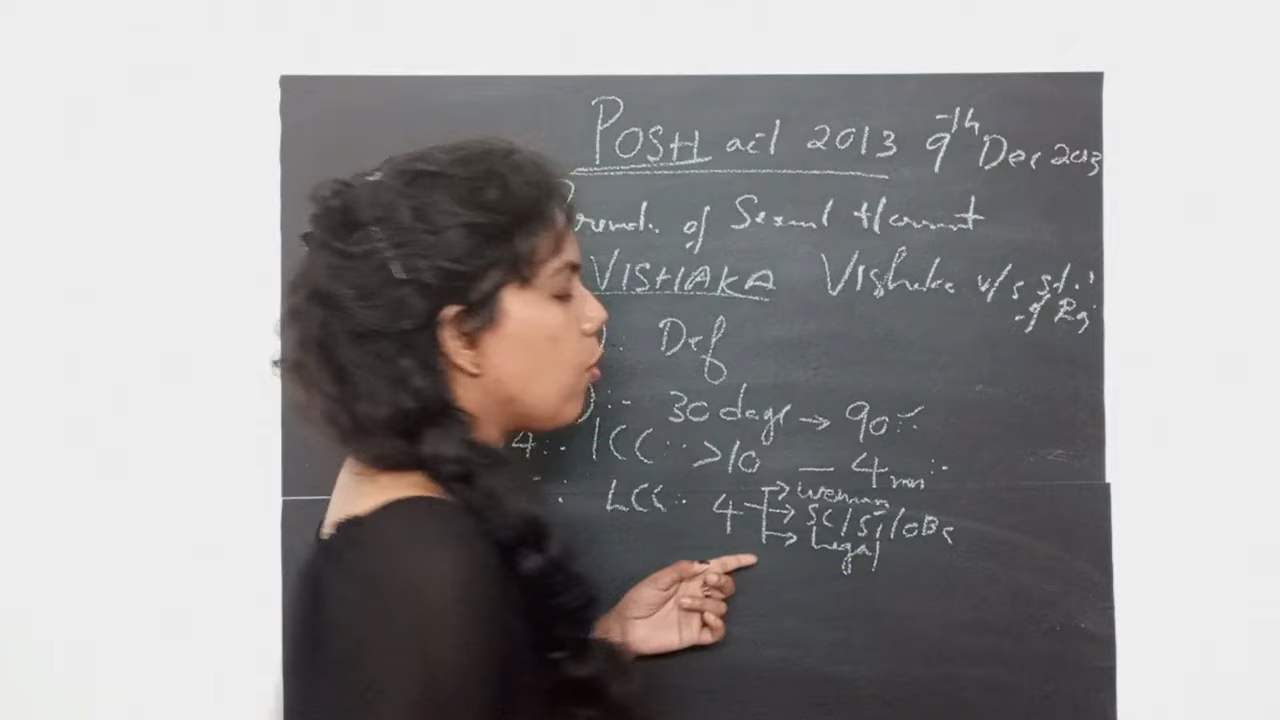 POSH act 2013 9th Dec 2013
of Sexual
VISHAKA Vishaka v/s st. of Raj
Def
:- 30 days → 90
4:- ICC :- >10 — 4
LCC :- 4 → women
→ SC/ST/OBC
→ Legal